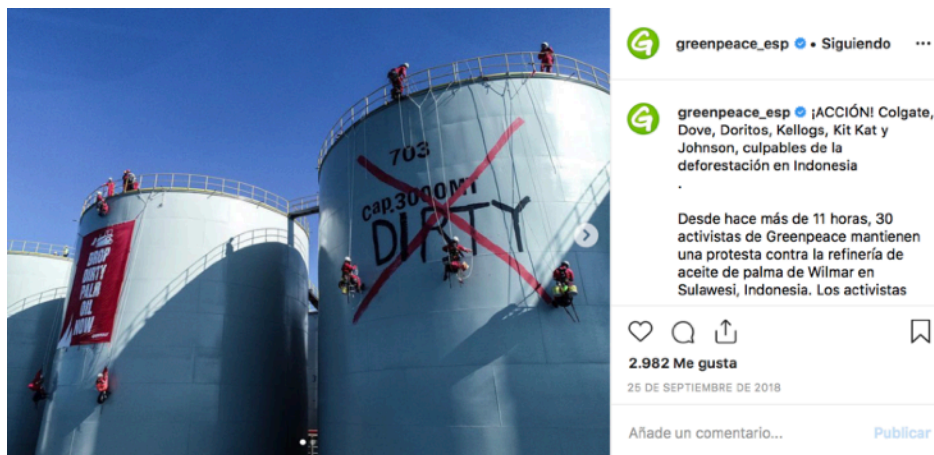 703
Cap.3000MT
DIRTY
DROP
DIRTY
PALM
OIL
NOW
greenpeace_esp • Siguiendo
greenpeace_esp ¡ACCIÓN! Colgate,
Dove, Doritos, Kellogs, Kit Kat y
Johnson, culpables de la
deforestación en Indonesia
.
Desde hace más de 11 horas, 30
activistas de Greenpeace mantienen
una protesta contra la refinería de
aceite de palma de Wilmar en
Sulawesi, Indonesia. Los activistas
2.982 Me gusta
25 DE SEPTIEMBRE DE 2018
Añade un comentario...
Publicar